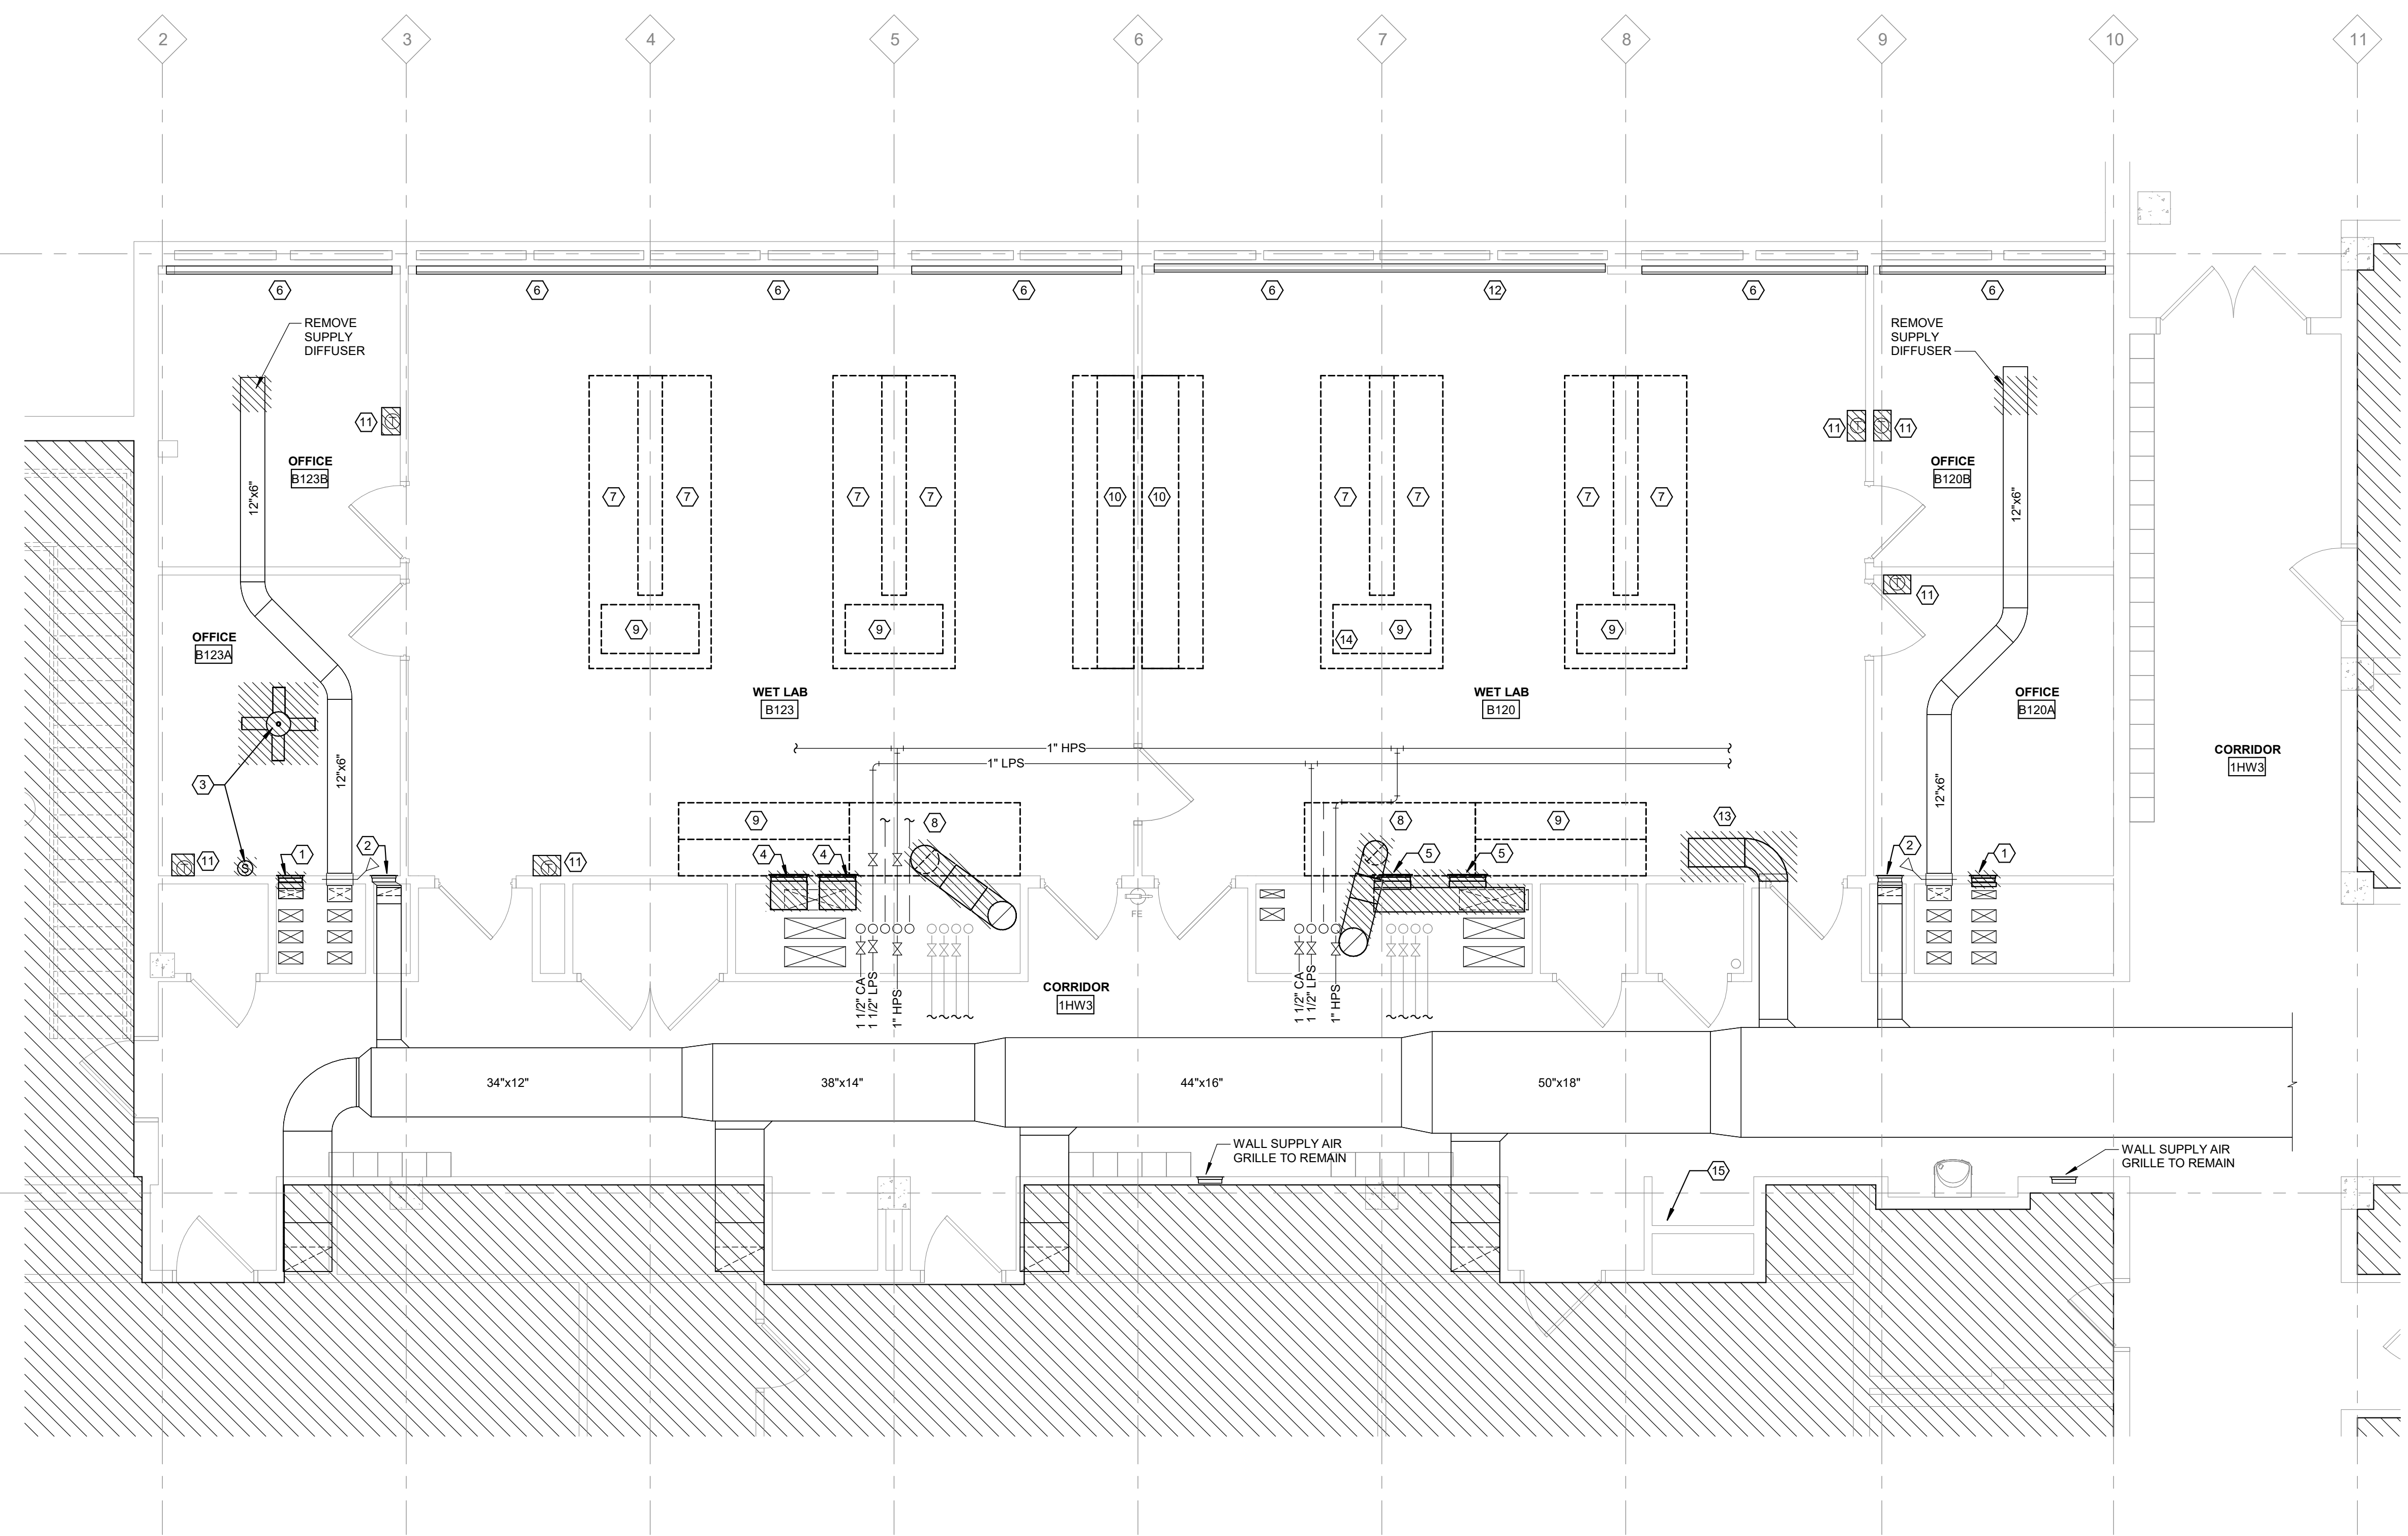 2
3
4
5
6
7
8
9
10
11
6
6
6
6
6
12
6
6
REMOVE
SUPPLY
DIFFUSER
REMOVE
SUPPLY
DIFFUSER
11
T
11
T
T
11
OFFICE
B123B
OFFICE
B120B
12"x6"
7
7
7
7
10
10
7
7
7
7
12"x6"
T
11
OFFICE
B123A
9
9
14
9
9
WET LAB
B123
WET LAB
B120
OFFICE
B120A
1" HPS
1" LPS
CORRIDOR
1HW3
3
12"x6"
12"x6"
9
8
8
9
13
T
11
S
1
2
T
11
4
4
5
5
2
1
FE
1 1/2" CA
1 1/2" LPS
1" HPS
1 1/2" CA
1 1/2" LPS
1" HPS
CORRIDOR
1HW3
34"x12"
38"x14"
44"x16"
50"x18"
WALL SUPPLY AIR
GRILLE TO REMAIN
15
WALL SUPPLY AIR
GRILLE TO REMAIN